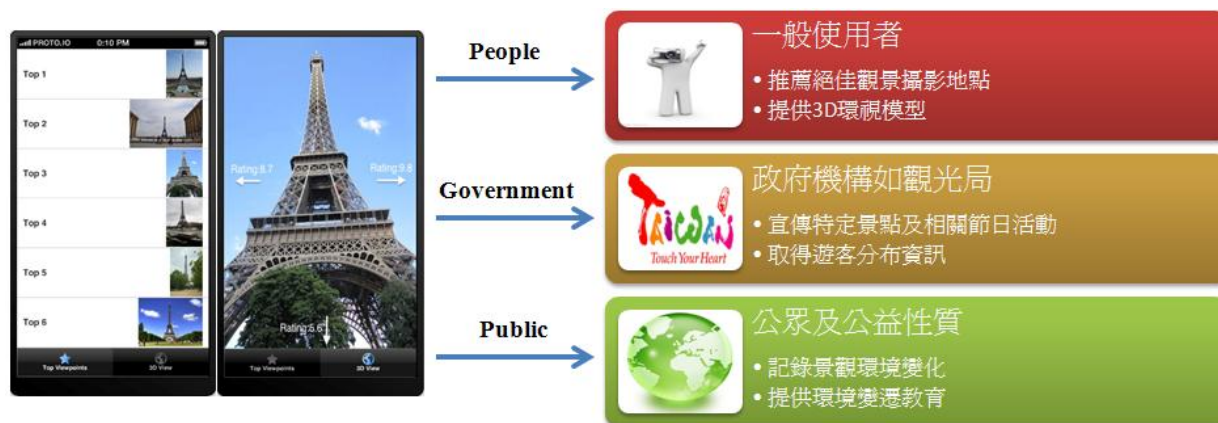 PROTO.IO 0:10 PM
Top 1
Top 2
Top 3
Top 4
Top 5
Top 6
Top Viewpoints 3D View
Rating:8.7
Rating:9.8
Rating:5.6
Top Viewpoints 3D View
People
Government
Public
一般使用者
• 推薦絕佳觀景攝影地點
• 提供3D環視模型
TAIWAN
Touch Your Heart
政府機構如觀光局
• 宣傳特定景點及相關節日活動
• 取得遊客分布資訊
公眾及公益性質
• 記錄景觀環境變化
• 提供環境變遷教育